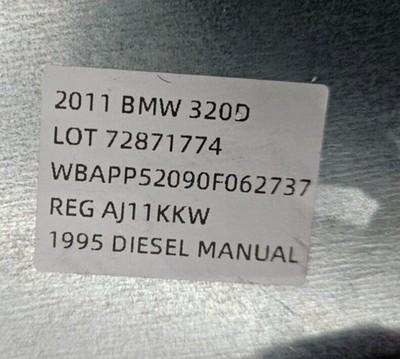 2011 BMW 320D
LOT 72871774
WBAPP52090F062737
REG AJ11KKW
1995 DIESEL MANUAL